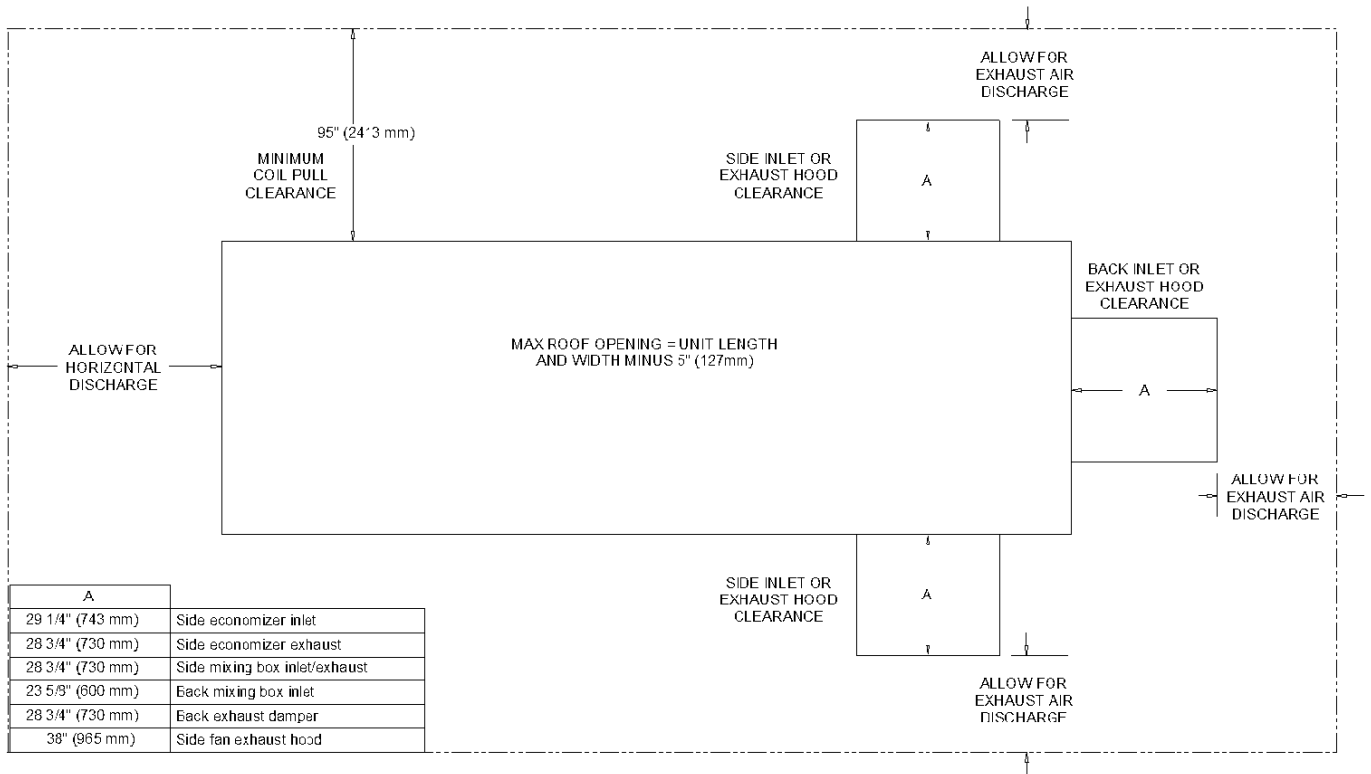 ALLOW FOR
EXHAUST AIR
DISCHARGE
95" (2413 mm)
MINIMUM
COIL PULL
CLEARANCE
SIDE INLET OR
EXHAUST HOOD
CLEARANCE
A
BACK INLET OR
EXHAUST HOOD
CLEARANCE
MAX ROOF OPENING = UNIT LENGTH
AND WIDTH MINUS 5" (127mm)
ALLOW FOR
HORIZONTAL
DISCHARGE
A
ALLOW FOR
EXHAUST AIR
DISCHARGE
SIDE INLET OR
EXHAUST HOOD
CLEARANCE
A
ALLOW FOR
EXHAUST AIR
DISCHARGE
A
29 1/4" (743 mm) Side economizer inlet
28 3/4" (730 mm) Side economizer exhaust
28 3/4" (730 mm) Side mixing box inlet/exhaust
23 5/8" (600 mm) Back mixing box inlet
28 3/4" (730 mm) Back exhaust damper
38" (965 mm) Side fan exhaust hood